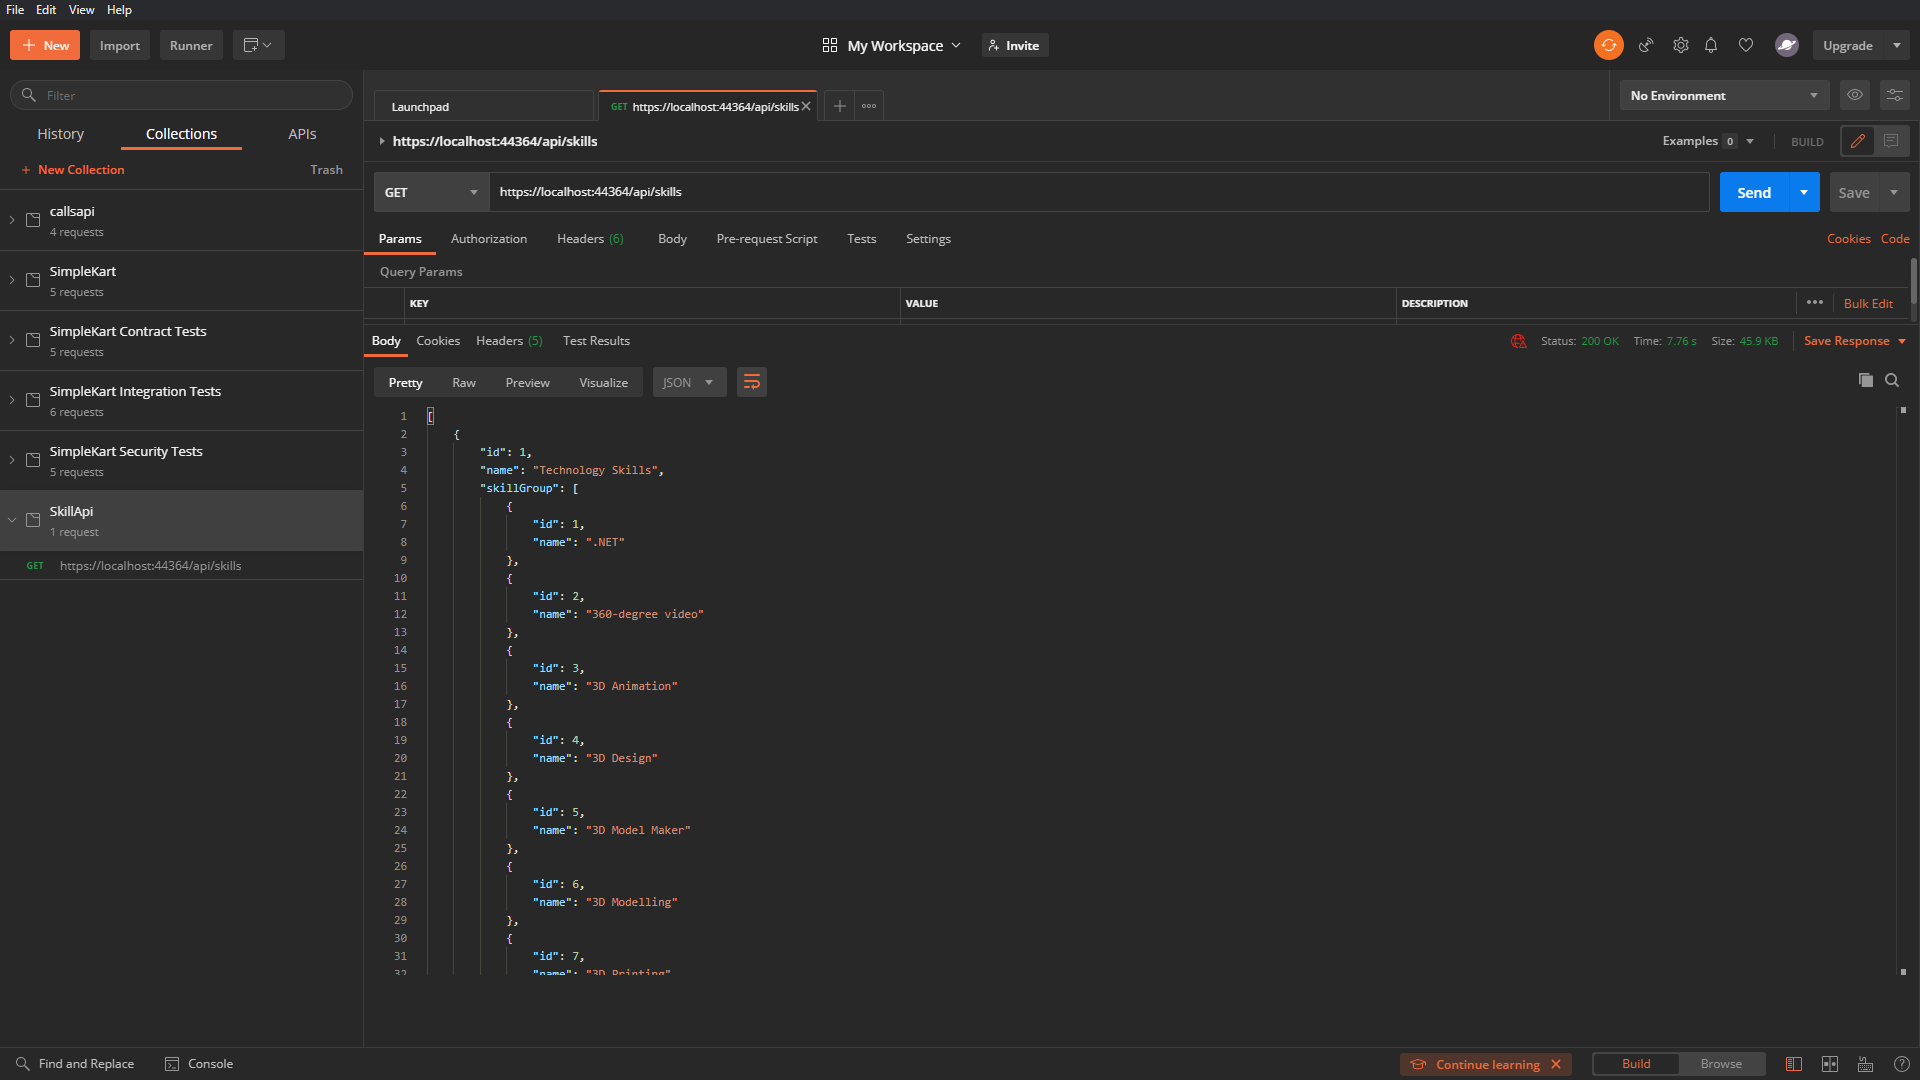 File Edit View Help
New Import Runner
My Workspace Invite
Upgrade
Filter
History Collections APIs
New Collection Trash
callsapi
4 requests
SimpleKart
5 requests
SimpleKart Contract Tests
5 requests
SimpleKart Integration Tests
6 requests
SimpleKart Security Tests
5 requests
SkillApi
1 request
GET https://localhost:44364/api/skills
Launchpad GET https://localhost:44364/api/skills
No Environment
https://localhost:44364/api/skills
Examples 0 BUILD
GET https://localhost:44364/api/skills
Send Save
Params Authorization Headers (6) Body Pre-request Script Tests Settings
Cookies Code
Query Params
KEY VALUE DESCRIPTION Bulk Edit
Body Cookies Headers (5) Test Results
Status: 200 OK Time: 7.76 s Size: 45.9 KB Save Response
Pretty Raw Preview Visualize JSON
1 [
2 {
3 "id": 1,
4 "name": "Technology Skills",
5 "skillGroup": [
6 {
7 "id": 1,
8 "name": ".NET"
9 },
10 {
11 "id": 2,
12 "name": "360-degree video"
13 },
14 {
15 "id": 3,
16 "name": "3D Animation"
17 },
18 {
19 "id": 4,
20 "name": "3D Design"
21 },
22 {
23 "id": 5,
24 "name": "3D Model Maker"
25 },
26 {
27 "id": 6,
28 "name": "3D Modelling"
29 },
30 {
31 "id": 7,
32 "name": "3D Printing"
Find and Replace Console
Continue learning Build Browse